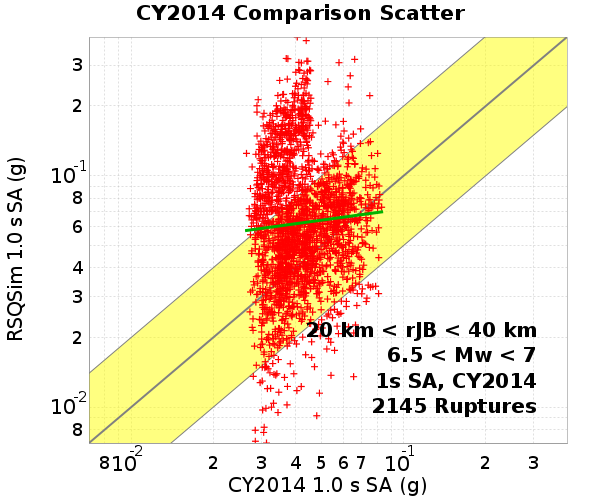 CY2014 Comparison Scatter
RSQSim 1.0 s SA (g)
3
2
10-1
8
6
4
3
2
10-2
8
20 km < rJB < 40 km
6.5 < Mw < 7
1s SA, CY2014
2145 Ruptures
8 10-2 2 3 4 5 6 7 10-1 2 3
CY2014 1.0 s SA (g)